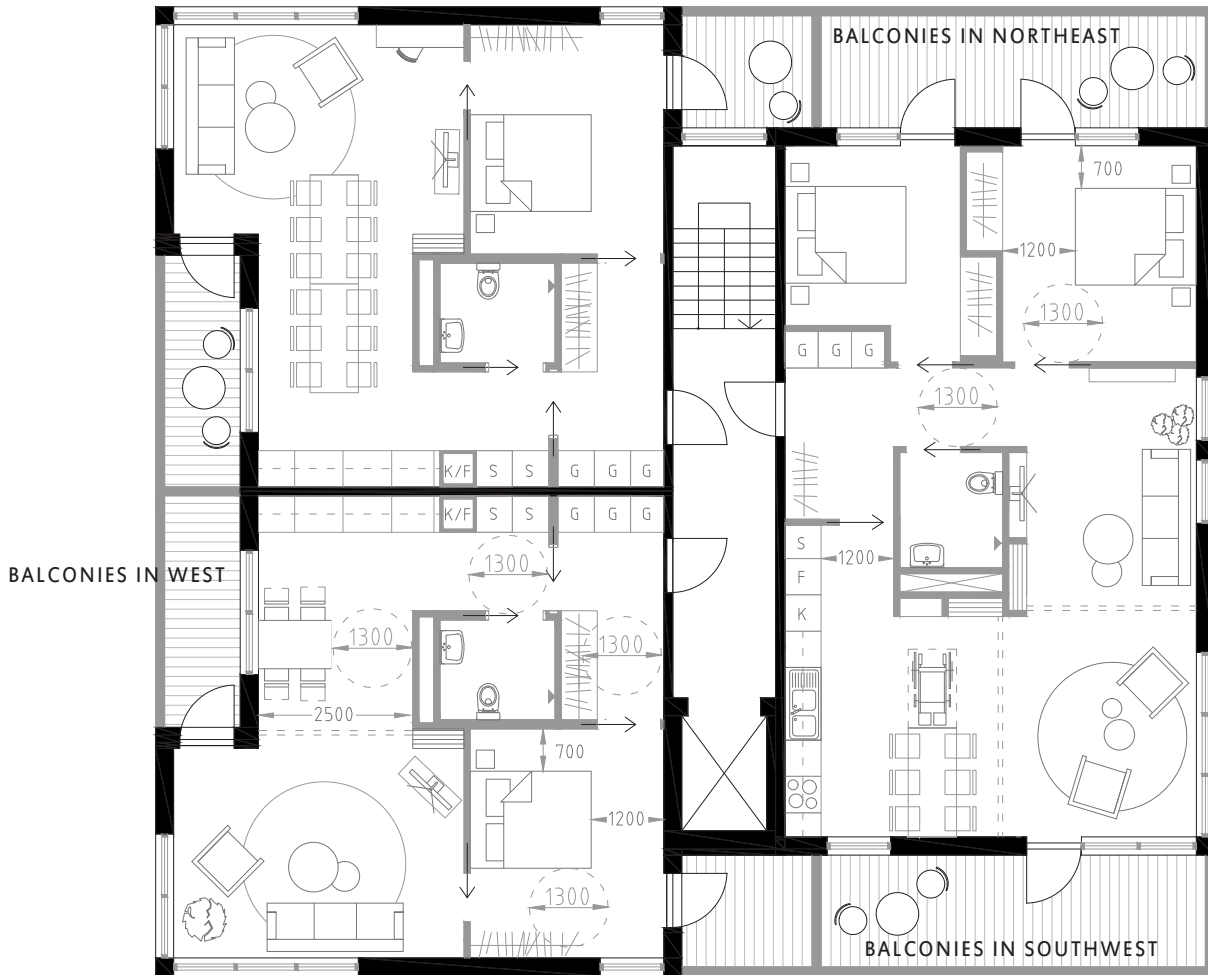 BALCONIES IN NORTHEAST
700
1200
1300
G G G
1300
K/F S S G G G
K/F S S G G G
S
1200
F
K
1300
BALCONIES IN WEST
1300
1300
2500
700
1200
1300
BALCONIES IN SOUTHWEST